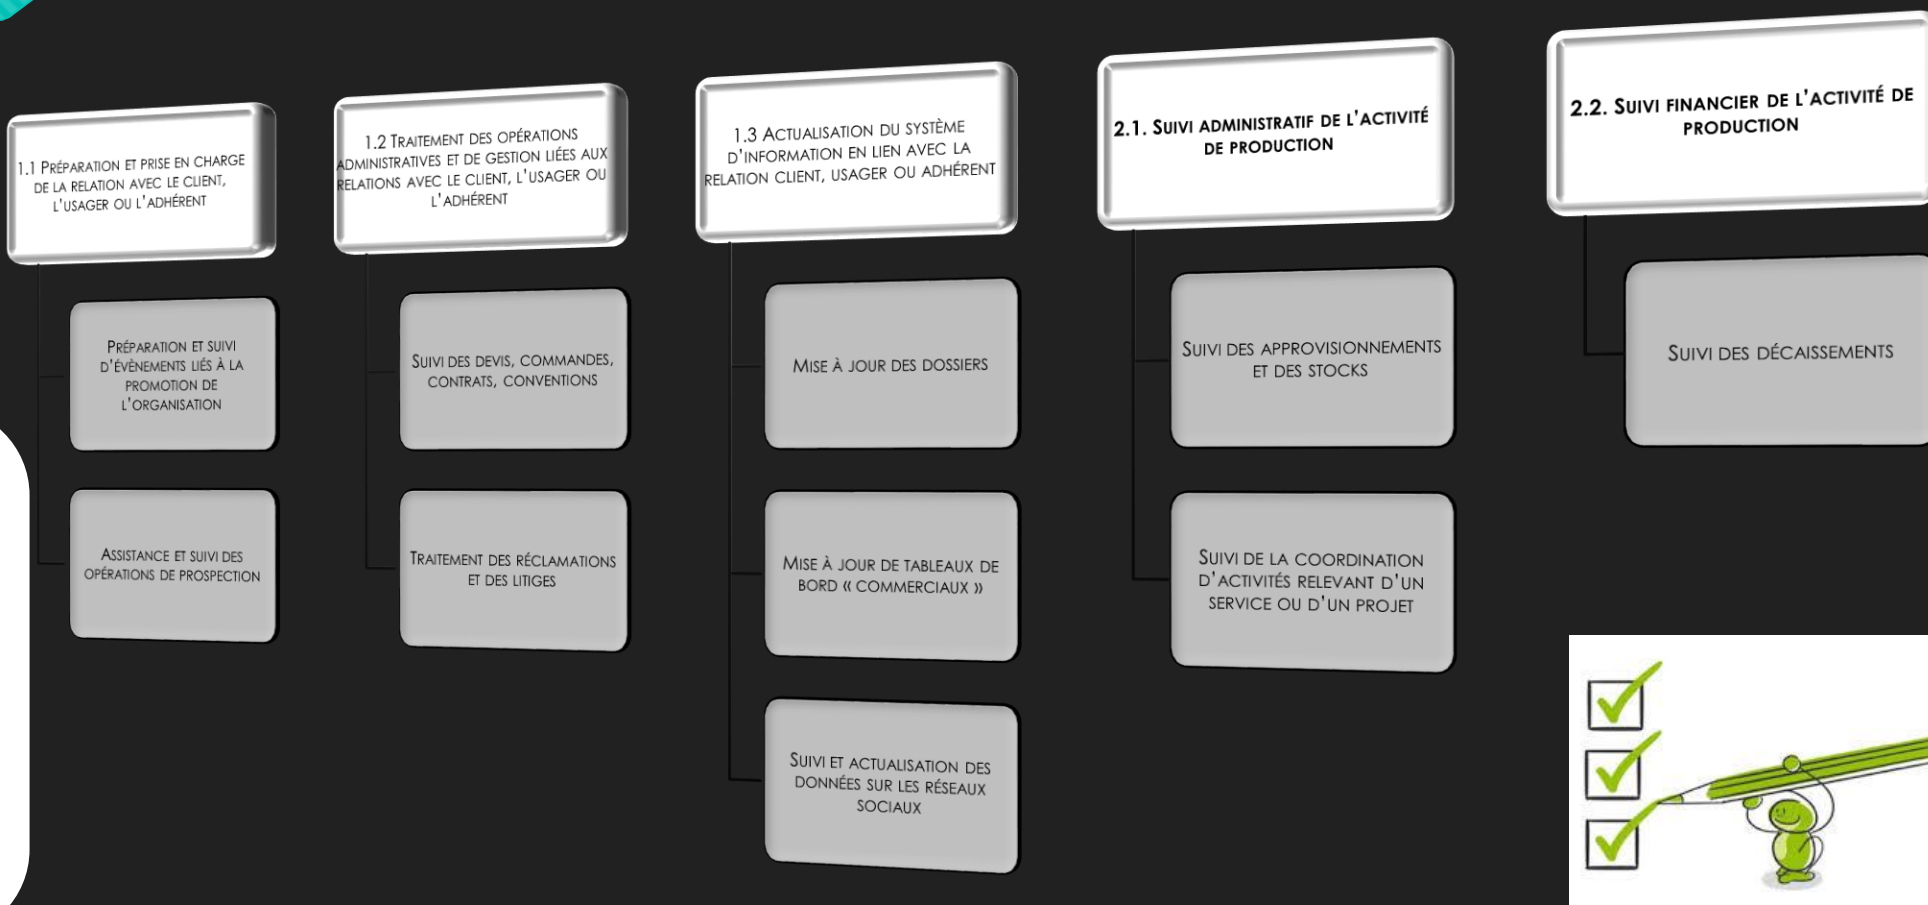 1.1 Préparation et prise en charge
de la relation avec le client,
l'usager ou l'adhérent
Préparation et suivi
d'évènements liés à la
promotion de
l'organisation
Assistance et suivi des
opérations de prospection
1.2 Traitement des opérations
administratives et de gestion liées aux
relations avec le client, l'usager ou
l'adhérent
Suivi des devis, commandes,
contrats, conventions
Traitement des réclamations
et des litiges
1.3 Actualisation du système
d'information en lien avec la
relation client, usager ou adhérent
Mise à jour des dossiers
Mise à jour de tableaux de
bord « commerciaux »
Suivi et actualisation des
données sur les réseaux
sociaux
2.1. Suivi administratif de l'activité
de production
Suivi des approvisionnements
et des stocks
Suivi de la coordination
d'activités relevant d'un
service ou d'un projet
2.2. Suivi financier de l'activité de
production
Suivi des décaissements